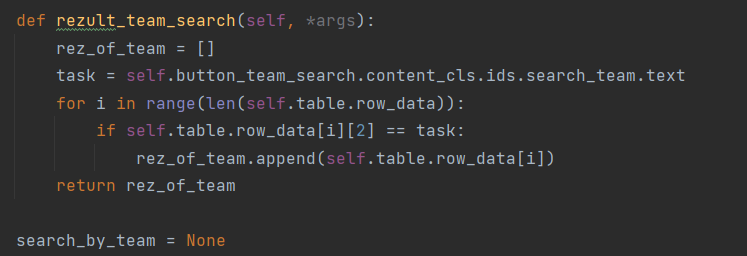 def rezult_team_search(self, *args):
    rez_of_team = []
    task = self.button_team_search.content_cls.ids.search_team.text
    for i in range(len(self.table.row_data)):
        if self.table.row_data[i][2] == task:
            rez_of_team.append(self.table.row_data[i])
    return rez_of_team
search_by_team = None